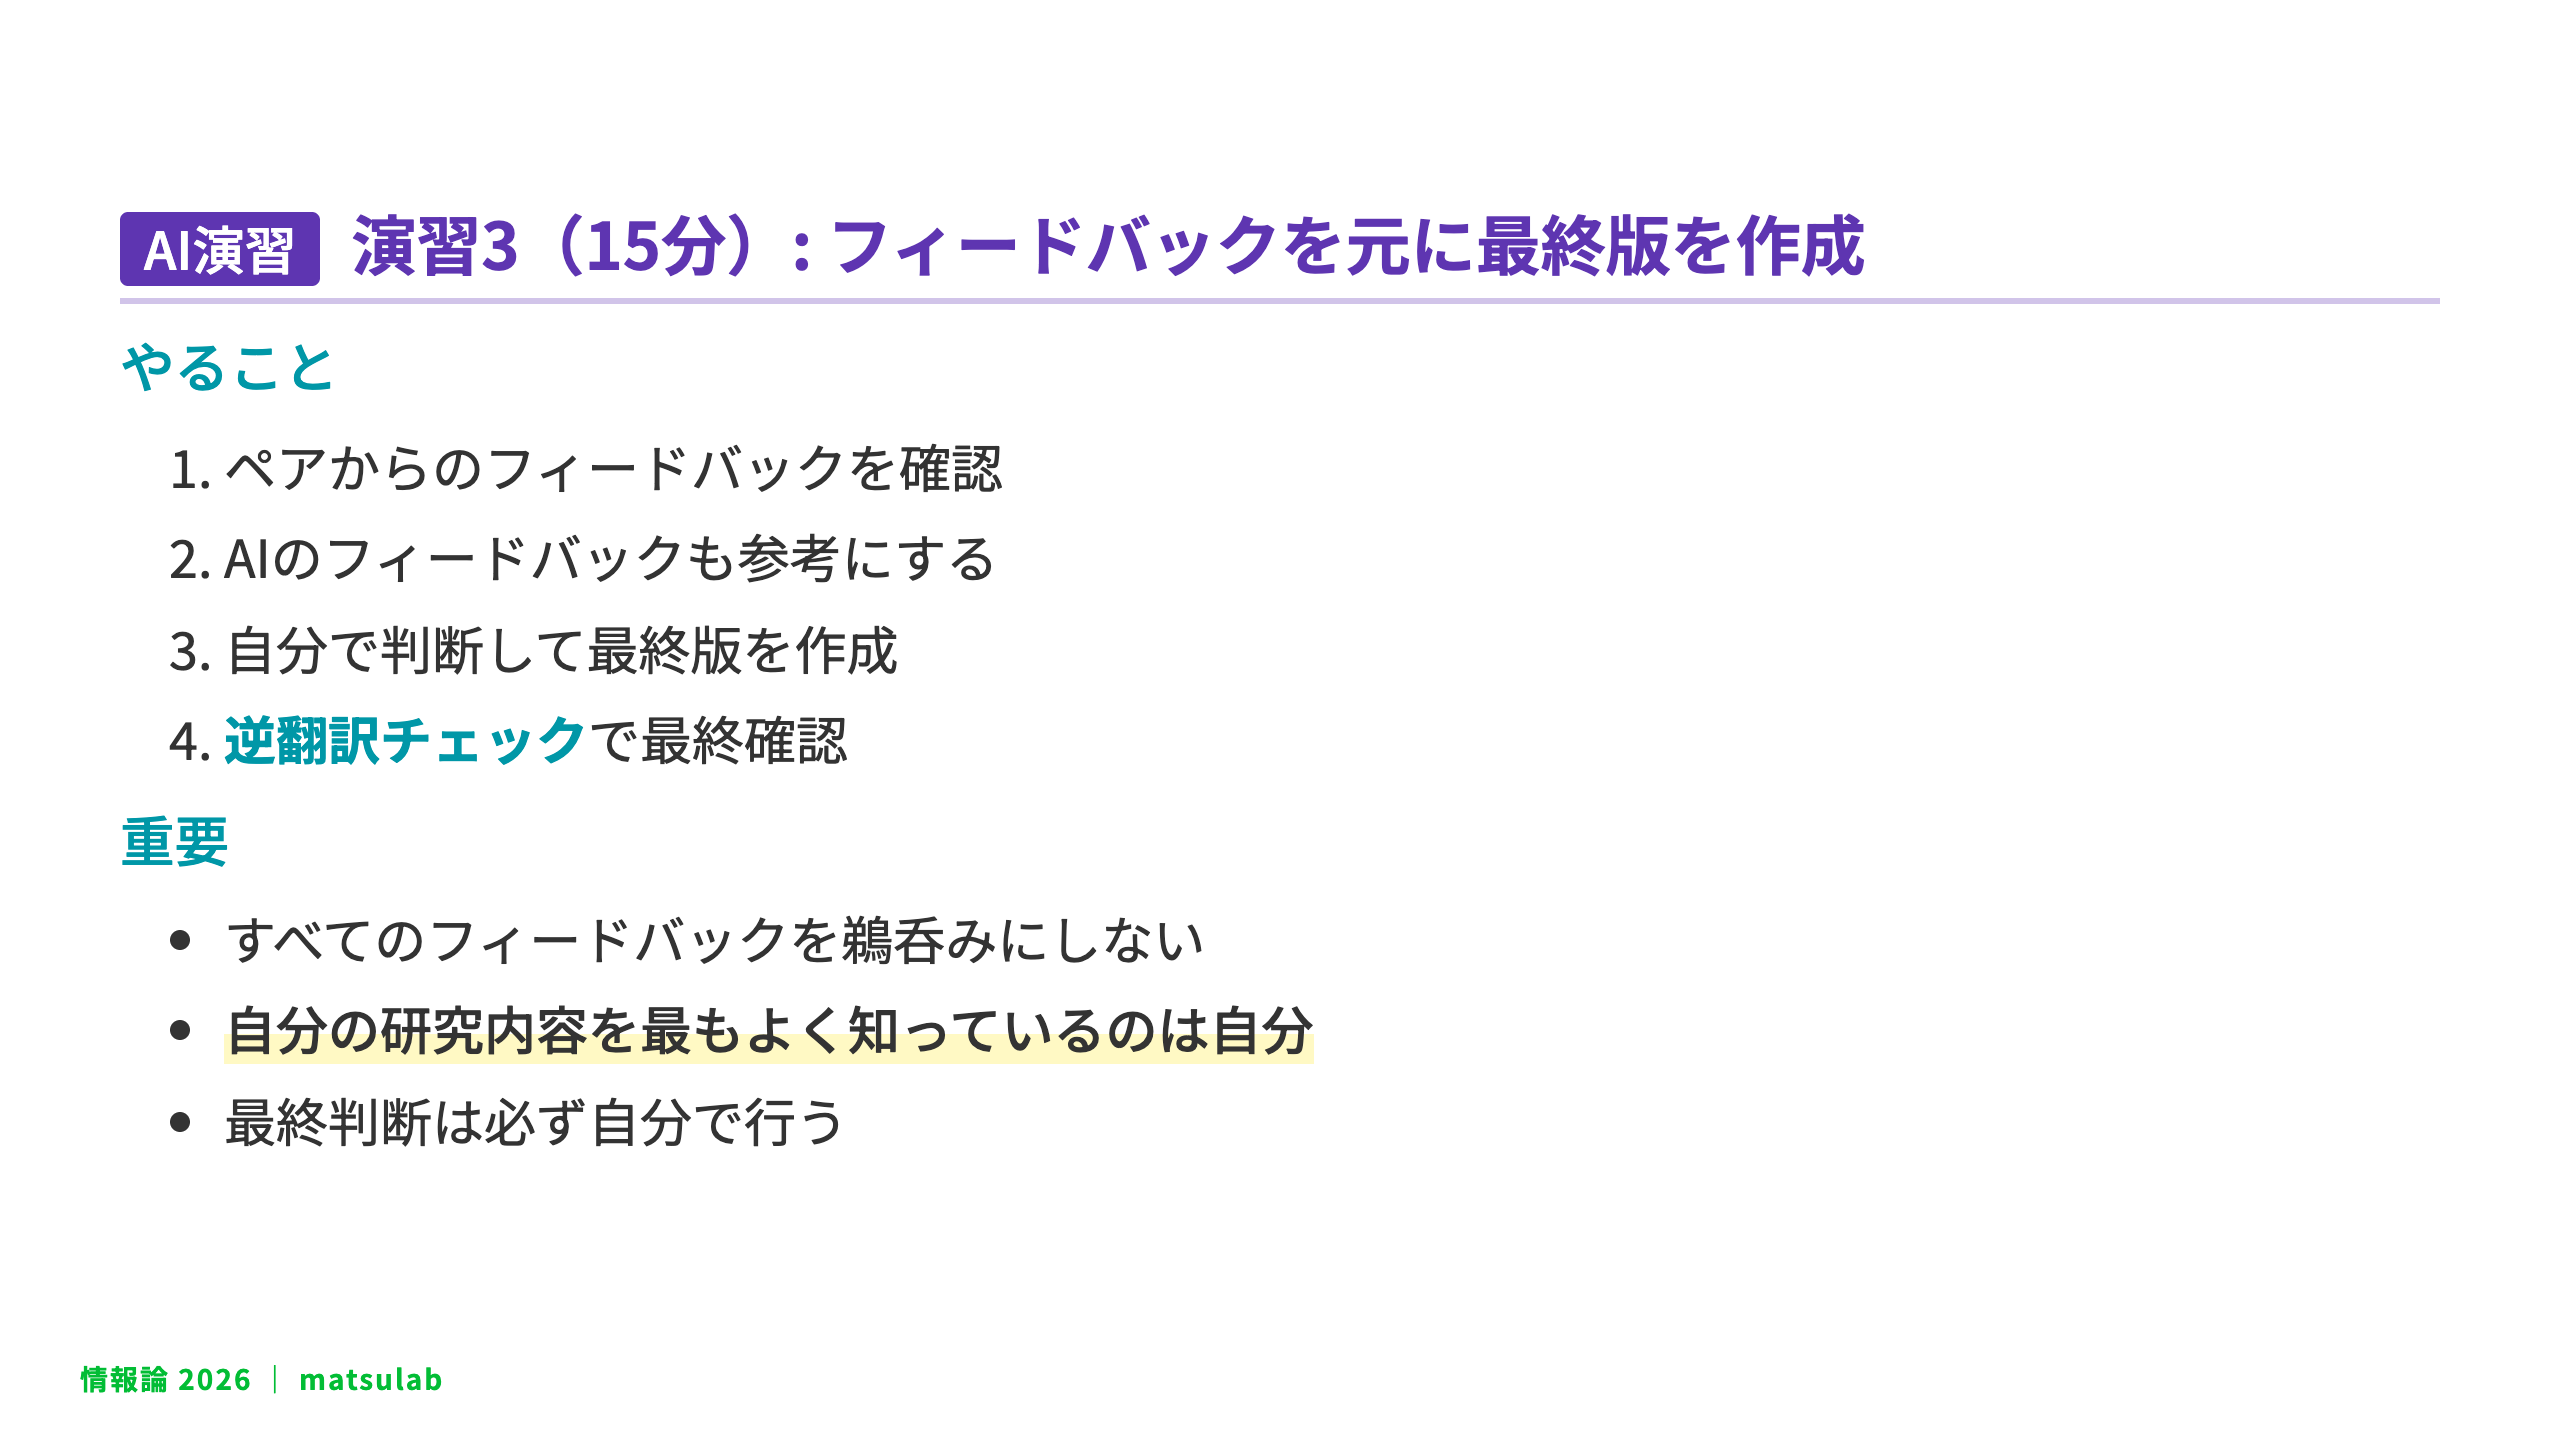 AI演習 演習3（15分）: フィードバックを元に最終版を作成
やること
1. ペアからのフィードバックを確認
2. AIのフィードバックも参考にする
3. 自分で判断して最終版を作成
4. 逆翻訳チェックで最終確認
重要
• すべてのフィードバックを鵜呑みにしない
• 自分の研究内容を最もよく知っているのは自分
• 最終判断は必ず自分で行う
情報論 2026 ｜ matsulab